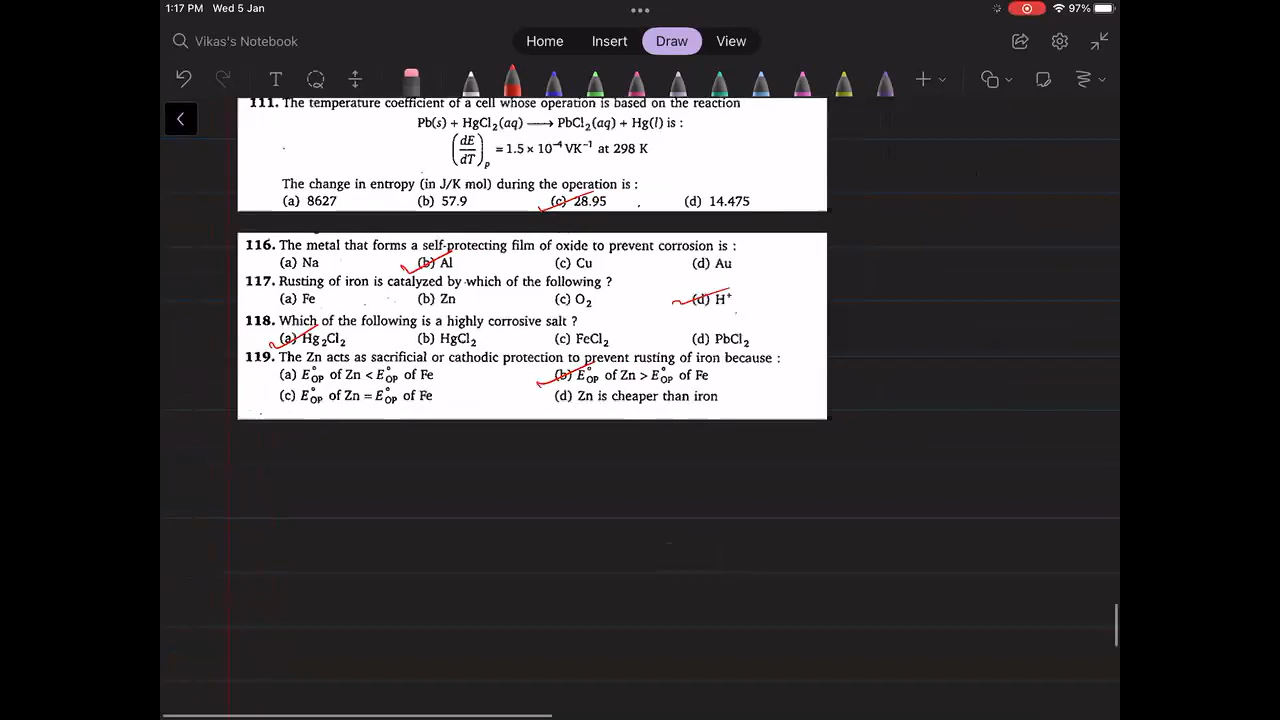 1:17 PM Wed 5 Jan
97%
Vikas's Notebook
Home Insert Draw View
111. The temperature coefficient of a cell whose operation is based on the reaction
Pb(s) + HgCl₂(aq) ⟶ PbCl₂(aq) + Hg(l) is :
(dE/dT)ₚ = 1.5 × 10⁻⁴ VK⁻¹ at 298 K
The change in entropy (in J/K mol) during the operation is :
(a) 8627 (b) 57.9 (c) 28.95 (d) 14.475
116. The metal that forms a self-protecting film of oxide to prevent corrosion is :
(a) Na (b) Al (c) Cu (d) Au
117. Rusting of iron is catalyzed by which of the following ?
(a) Fe (b) Zn (c) O₂ (d) H⁺
118. Which of the following is a highly corrosive salt ?
(a) Hg₂Cl₂ (b) HgCl₂ (c) FeCl₂ (d) PbCl₂
119. The Zn acts as sacrificial or cathodic protection to prevent rusting of iron because :
(a) E°OP of Zn < E°OP of Fe (b) E°OP of Zn > E°OP of Fe
(c) E°OP of Zn = E°OP of Fe (d) Zn is cheaper than iron